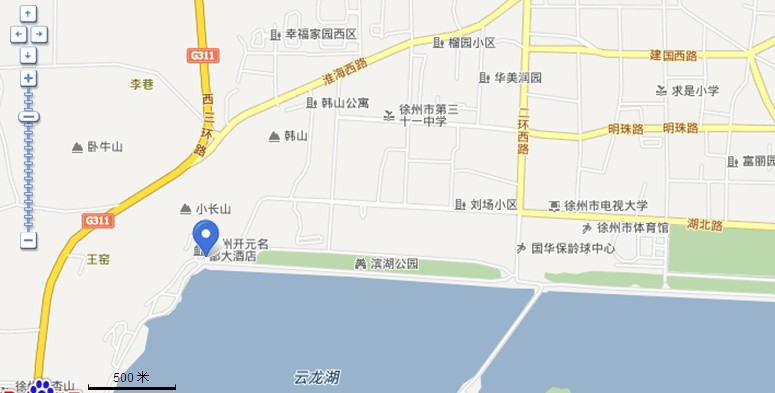 幸福家园西区
榴园小区
G311
建国西路
淮海西路
华美润园
李巷
求是小学
西三环路
韩山公寓
徐州市第三
十一中学
二环西路
明珠路
明珠路
韩山
卧牛山
富丽园
刘场小区
徐州市电视大学
小长山
G311
湖北路
徐州市体育馆
州开元名
都大酒店
国华保龄球中心
王窑
滨湖公园
云龙湖
500 米
杏山